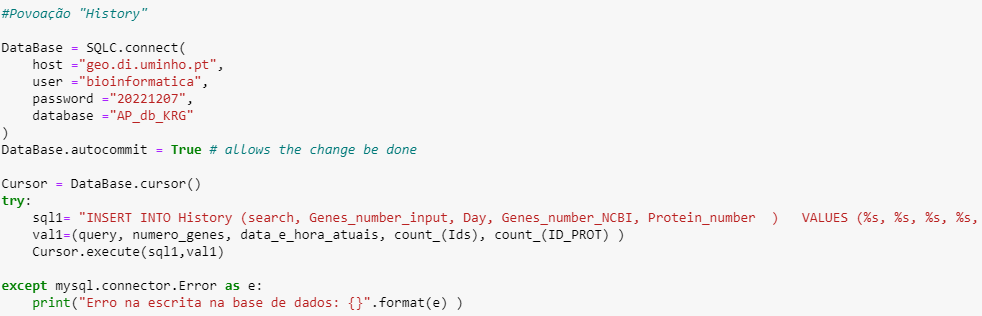 #Povoação "History"
DataBase = SQLC.connect(
host ="geo.di.uminho.pt",
user ="bioinformatica",
password ="20221207",
database ="AP_db_KRG"
)
DataBase.autocommit = True # allows the change be done
Cursor = DataBase.cursor()
try:
sql1= "INSERT INTO History (search, Genes_number_input, Day, Genes_number_NCBI, Protein_number  )   VALUES (%s, %s, %s, %s,
val1=(query, numero_genes, data_e_hora_atuais, count_(Ids), count_(ID_PROT) )
Cursor.execute(sql1,val1)
except mysql.connector.Error as e:
print("Erro na escrita na base de dados: {}".format(e) )